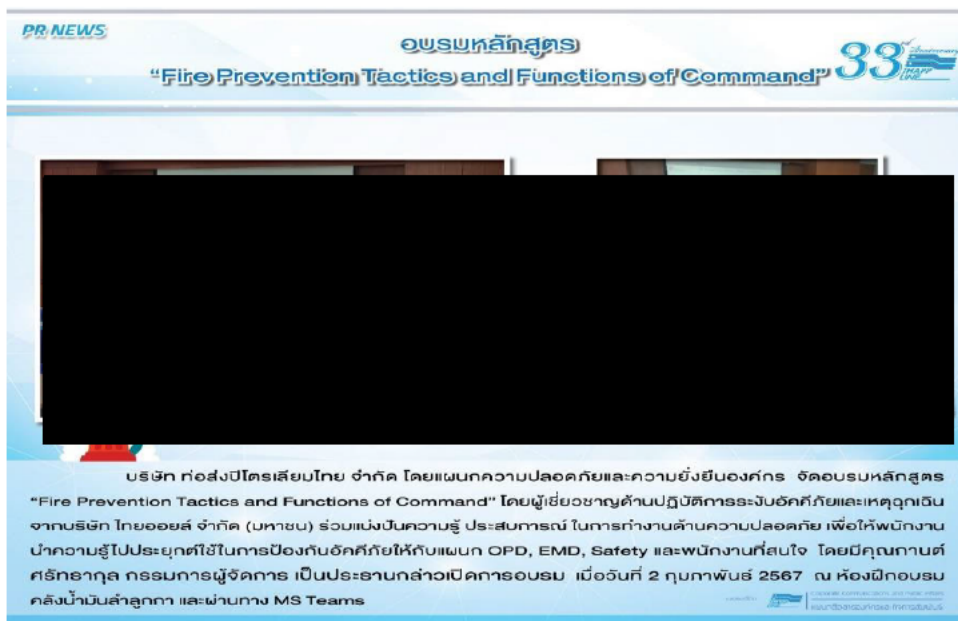 PR NEWS
อบรมหลักสูตร
“Fire Prevention Tactics and Functions of Command”
33
บริษัท ท่อส่งปิโตรเลียมไทย จำกัด โดยแผนกความปลอดภัยและความยั่งยืนองค์กร จัดอบรมหลักสูตร
“Fire Prevention Tactics and Functions of Command” โดยผู้เชี่ยวชาญด้านปฏิบัติการระงับอัคคีภัยและเหตุฉุกเฉิน
จากบริษัท ไทยออยล์ จำกัด (มหาชน) ร่วมแบ่งปันความรู้ ประสบการณ์ ในการทำงานด้านความปลอดภัย เพื่อให้พนักงาน
นำความรู้ไปประยุกต์ใช้ในการป้องกันอัคคีภัยให้กับแผนก OPD, EMD, Safety และพนักงานที่สนใจ โดยมีคุณกานต์
ศรัทธากุล กรรมการผู้จัดการ เป็นประธานกล่าวเปิดการอบรม เมื่อวันที่ 2 กุมภาพันธ์ 2567 ณ ห้องฝึกอบรม
คลังน้ำมันลำลูกกา และผ่านทาง MS Teams